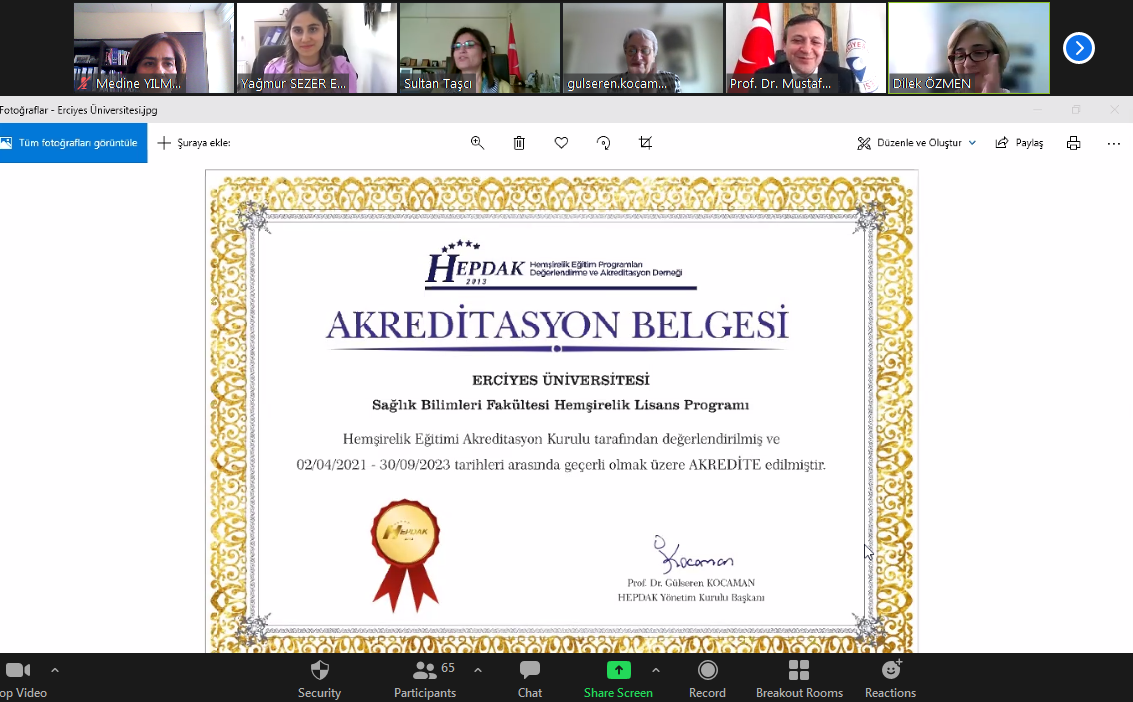 Medine YILM...
Yağmur SEZER E...
Sultan Taşcı
gulseren.kocam...
Prof. Dr. Mustaf...
Dilek ÖZMEN
Fotoğraflar - Erciyes Üniversitesi.jpg
Tüm fotoğrafları görüntüle
Şuraya ekle:
Düzenle ve Oluştur
Paylaş
HEPDAK
2013
Hemşirelik Eğitim Programları
Değerlendirme ve Akreditasyon Derneği
AKREDİTASYON BELGESİ
ERCİYES ÜNİVERSİTESİ
Sağlık Bilimleri Fakültesi Hemşirelik Lisans Programı
Hemşirelik Eğitimi Akreditasyon Kurulu tarafından değerlendirilmiş ve
02/04/2021 - 30/09/2023 tarihleri arasında geçerli olmak üzere AKREDİTE edilmiştir.
HEPDAK
Kocaman
Prof. Dr. Gülseren KOCAMAN
HEPDAK Yönetim Kurulu Başkanı
op Video
Security
Participants
65
Chat
Share Screen
Record
Breakout Rooms
Reactions